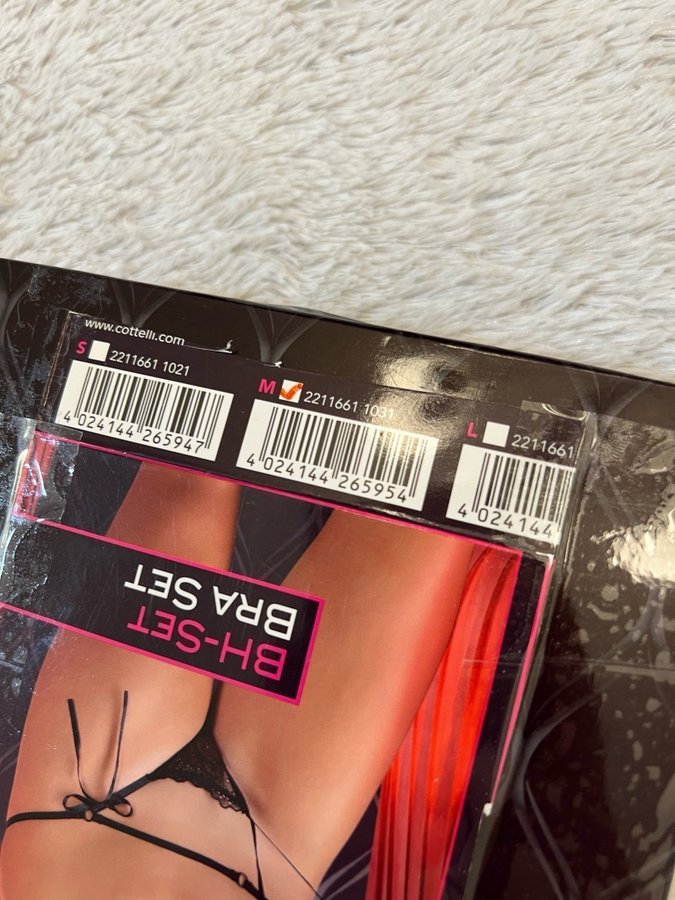 www.cottelli.com
S 2211661 1021
4 024144 265947
M 2211661 1031
4 024144 265954
L 2211661
4 024144
BH-SET
BRA SET